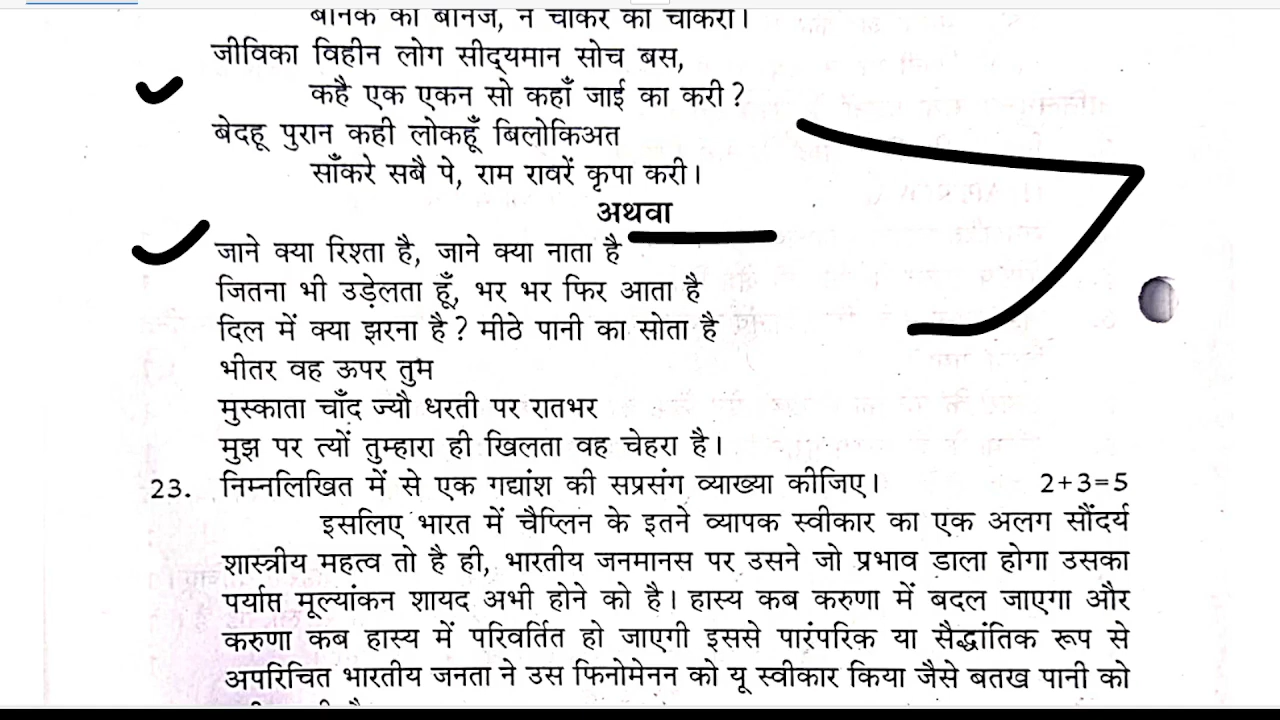 बनिक को बनिज, न चाकर को चाकरी।
जीविका विहीन लोग सीद्यमान सोच बस,
कहै एक एकन सो कहाँ जाई का करी ?
बेदहू पुरान कही लोकहूँ बिलोकिअत
साँकरे सबै पे, राम रावरें कृपा करी।
अथवा
जाने क्या रिश्ता है, जाने क्या नाता है
जितना भी उड़ेलता हूँ, भर भर फिर आता है
दिल में क्या झरना है ? मीठे पानी का सोता है
भीतर वह ऊपर तुम
मुस्काता चाँद ज्यौ धरती पर रातभर
मुझ पर त्यों तुम्हारा ही खिलता वह चेहरा है।
23. निम्नलिखित में से एक गद्यांश की सप्रसंग व्याख्या कीजिए। 2+3=5
इसलिए भारत में चैप्लिन के इतने व्यापक स्वीकार का एक अलग सौंदर्य
शास्त्रीय महत्व तो है ही, भारतीय जनमानस पर उसने जो प्रभाव डाला होगा उसका
पर्याप्त मूल्यांकन शायद अभी होने को है। हास्य कब करुणा में बदल जाएगा और
करुणा कब हास्य में परिवर्तित हो जाएगी इससे पारंपरिक या सैद्धांतिक रूप से
अपरिचित भारतीय जनता ने उस फिनोमेनन को यू स्वीकार किया जैसे बतख पानी को